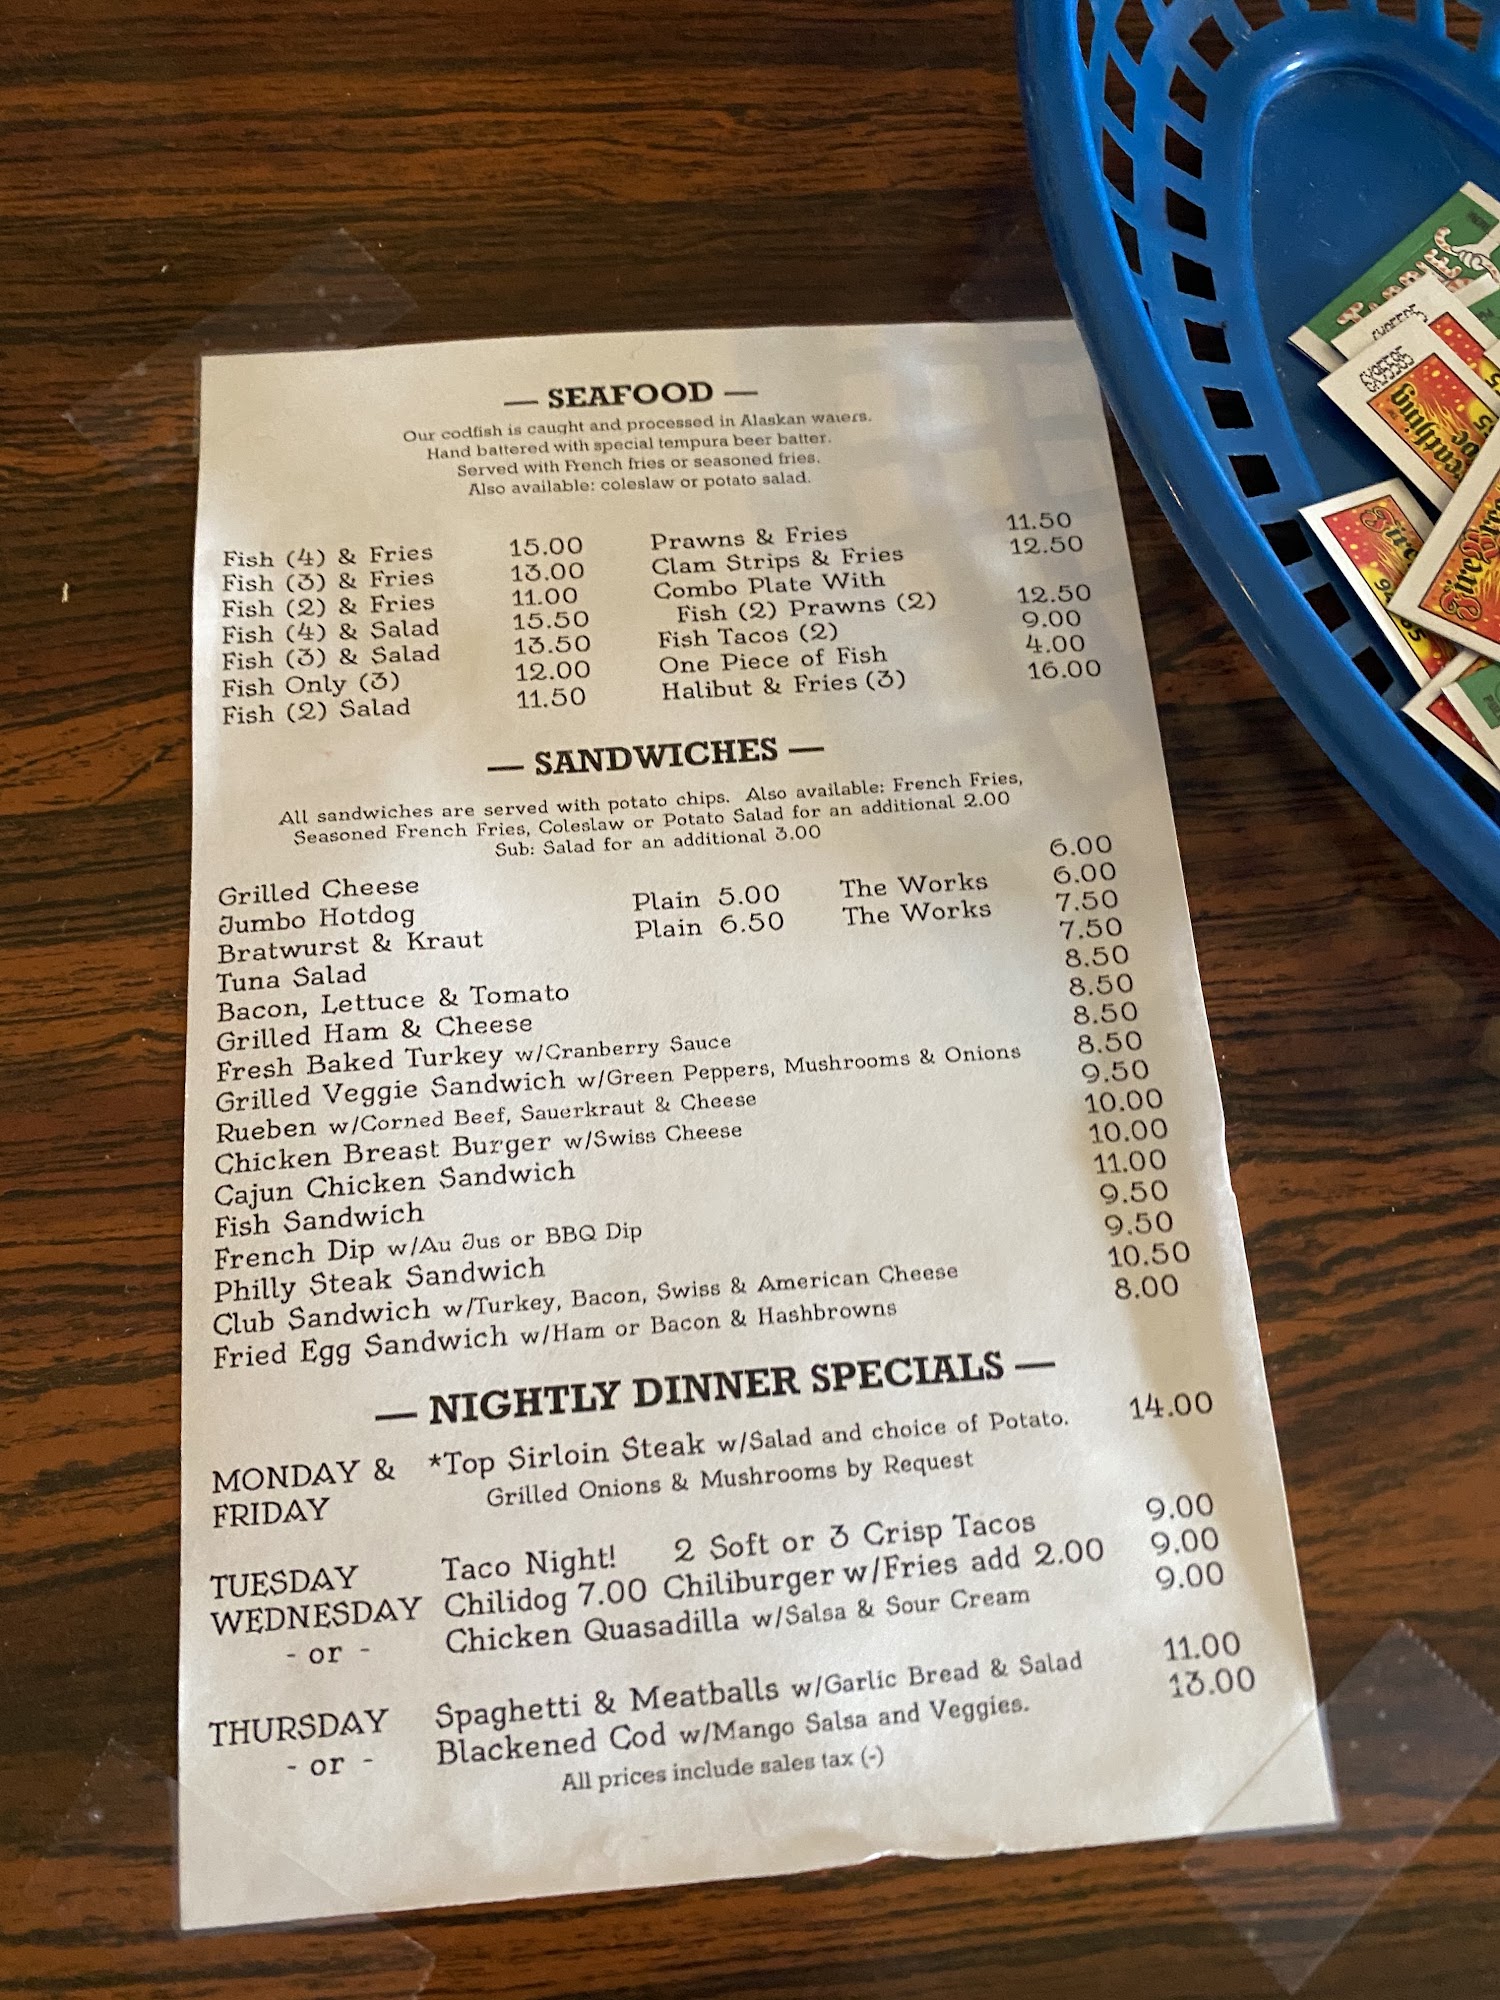 — SEAFOOD —
Our codfish is caught and processed in Alaskan waters.
Hand battered with special tempura beer batter.
Served with French fries or seasoned fries.
Also available: coleslaw or potato salad.
Fish (4) & Fries 15.00
Fish (3) & Fries 13.00
Fish (2) & Fries 11.00
Fish (4) & Salad 15.50
Fish (3) & Salad 13.50
Fish Only (3) 12.00
Fish (2) Salad 11.50
Prawns & Fries 11.50
Clam Strips & Fries 12.50
Combo Plate With
Fish (2) Prawns (2) 12.50
Fish Tacos (2) 9.00
One Piece of Fish 4.00
Halibut & Fries (3) 16.00
— SANDWICHES —
All sandwiches are served with potato chips. Also available: French Fries,
Seasoned French Fries, Coleslaw or Potato Salad for an additional 2.00
Sub: Salad for an additional 3.00
Grilled Cheese 6.00
Jumbo Hotdog Plain 5.00 The Works 6.00
Bratwurst & Kraut Plain 6.50 The Works 7.50
Tuna Salad 7.50
Bacon, Lettuce & Tomato 8.50
Grilled Ham & Cheese 8.50
Fresh Baked Turkey w/Cranberry Sauce 8.50
Grilled Veggie Sandwich w/Green Peppers, Mushrooms & Onions 8.50
Rueben w/Corned Beef, Sauerkraut & Cheese 9.50
Chicken Breast Burger w/Swiss Cheese 10.00
Cajun Chicken Sandwich 10.00
Fish Sandwich 11.00
French Dip w/Au Jus or BBQ Dip 9.50
Philly Steak Sandwich 9.50
Club Sandwich w/Turkey, Bacon, Swiss & American Cheese 10.50
Fried Egg Sandwich w/Ham or Bacon & Hashbrowns 8.00
— NIGHTLY DINNER SPECIALS —
MONDAY & *Top Sirloin Steak w/Salad and choice of Potato. 14.00
FRIDAY Grilled Onions & Mushrooms by Request
TUESDAY Taco Night! 2 Soft or 3 Crisp Tacos 9.00
WEDNESDAY Chilidog 7.00 Chiliburger w/Fries add 2.00 9.00
- or - Chicken Quasadilla w/Salsa & Sour Cream 9.00
THURSDAY Spaghetti & Meatballs w/Garlic Bread & Salad 11.00
- or - Blackened Cod w/Mango Salsa and Veggies. 13.00
All prices include sales tax (-)